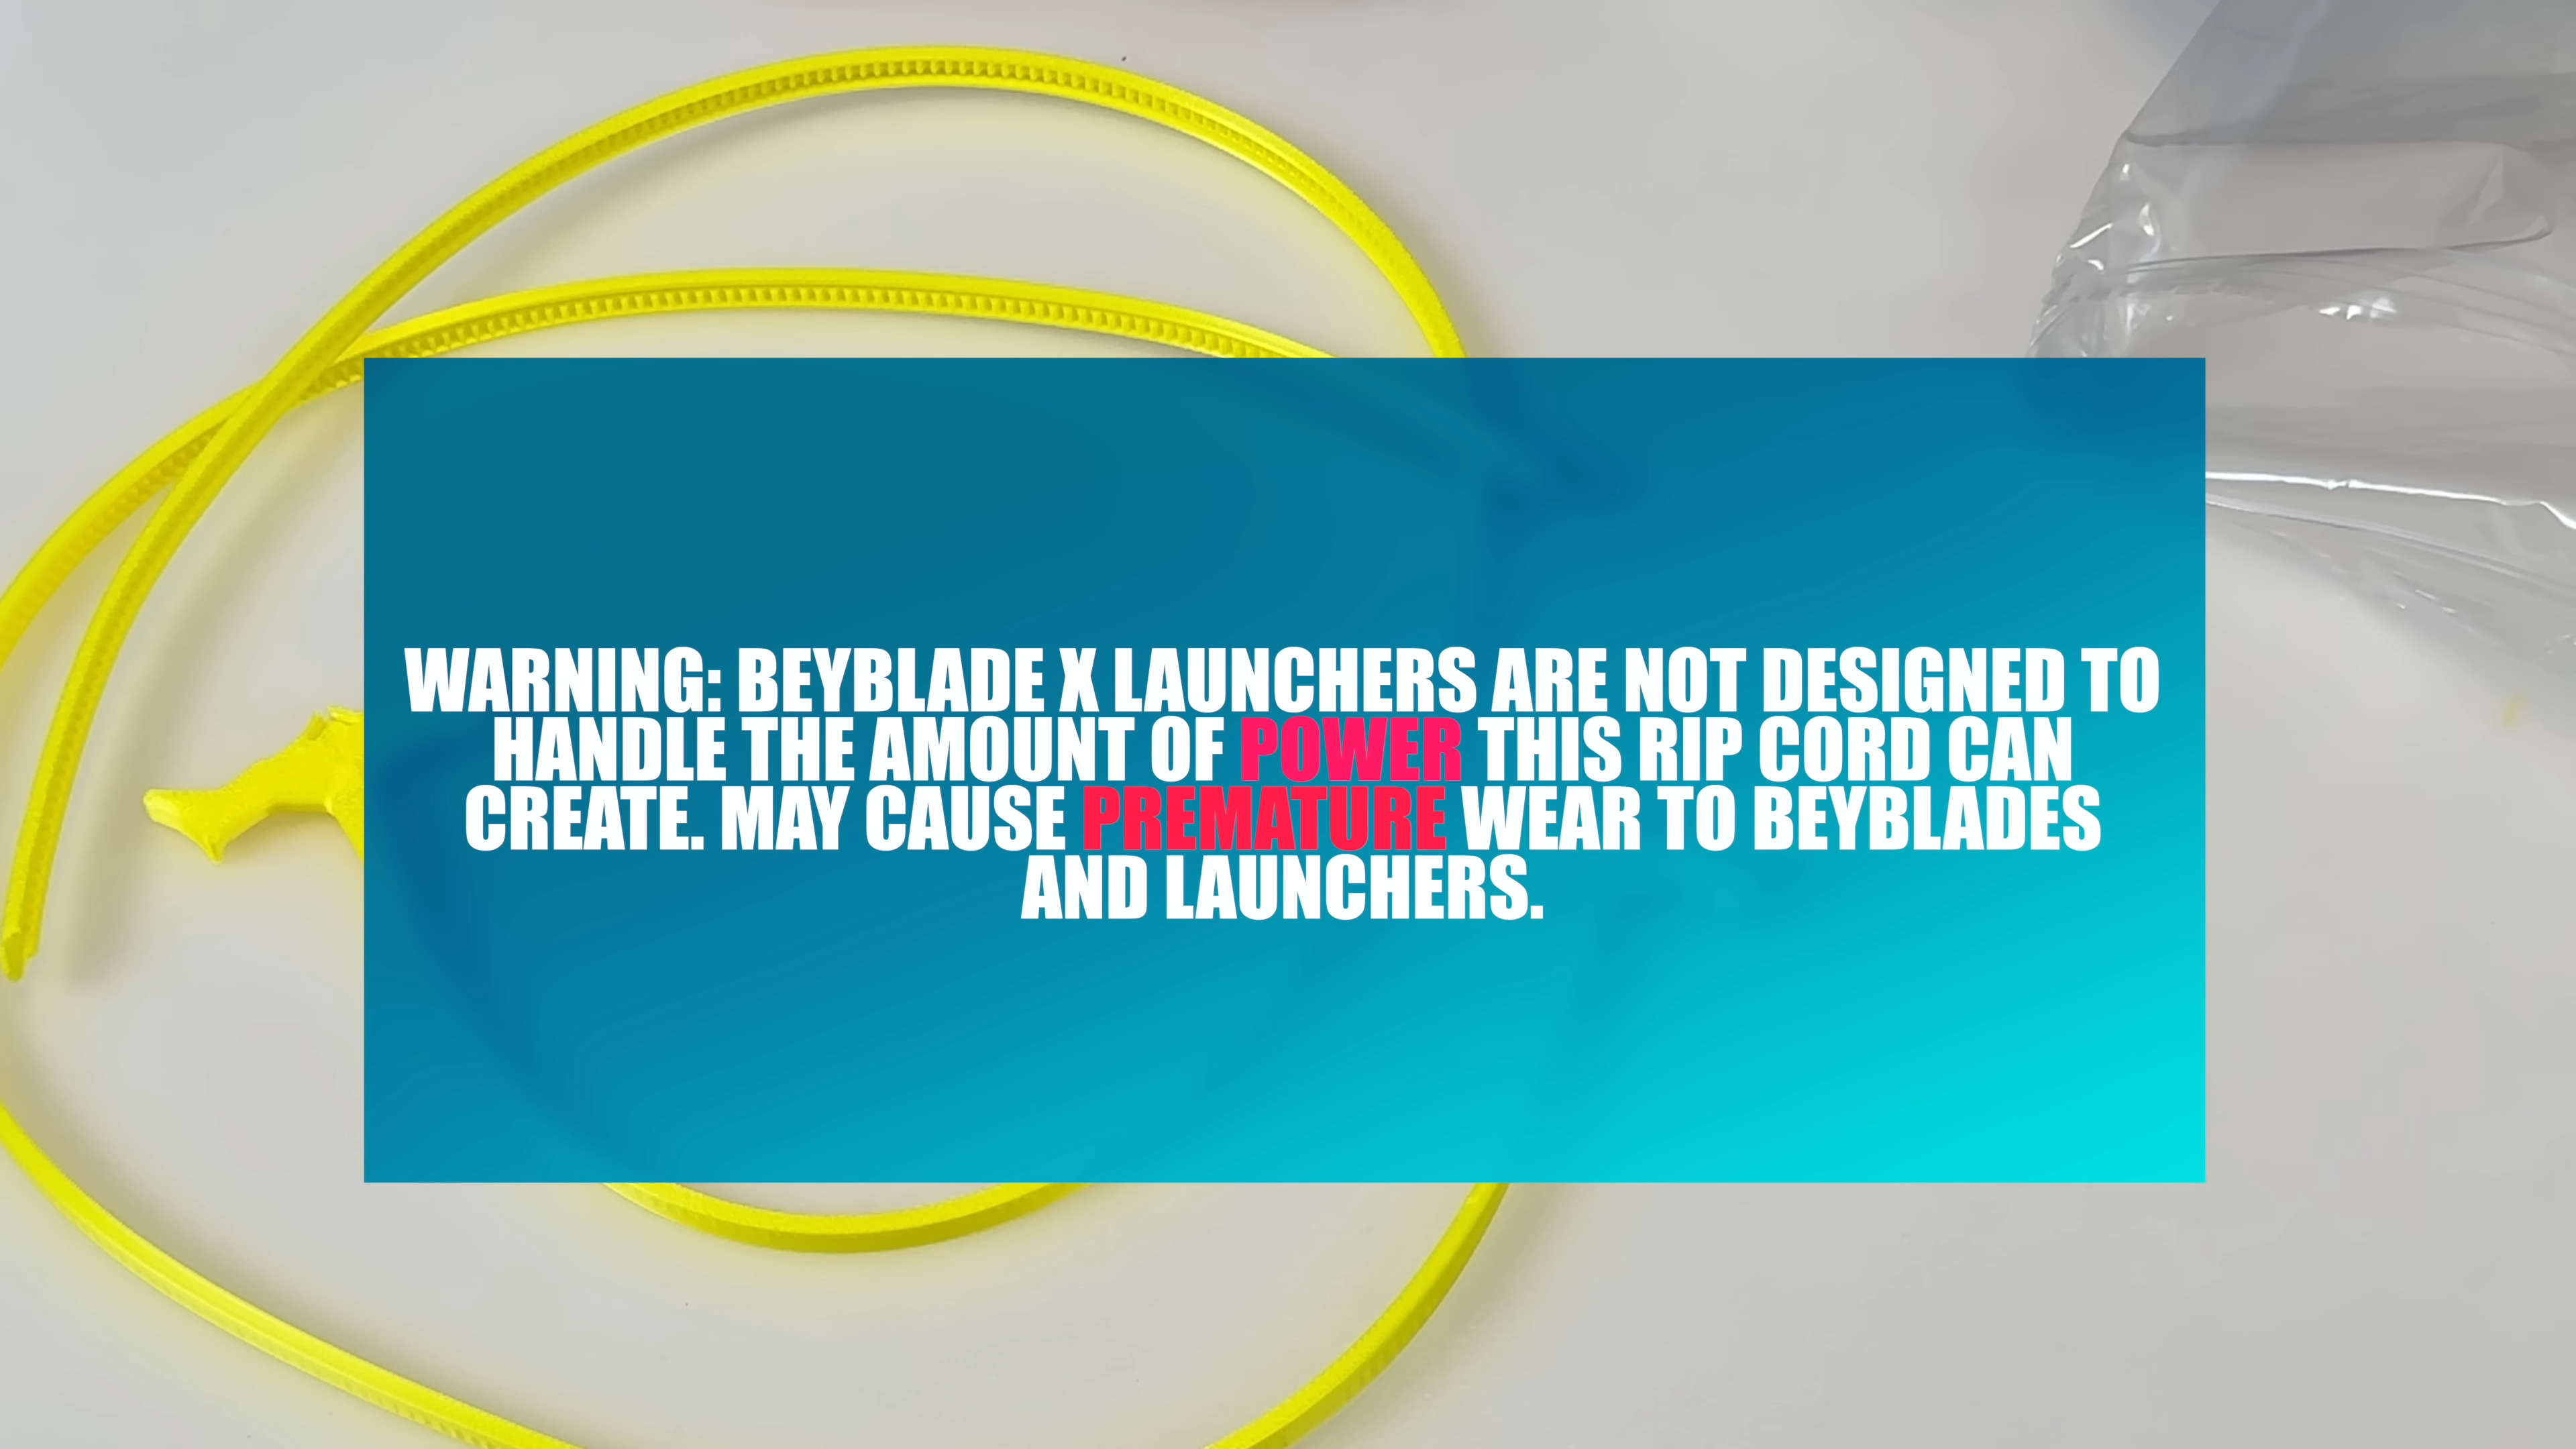 WARNING: BEYBLADE X LAUNCHERS ARE NOT DESIGNED TO
HANDLE THE AMOUNT OF POWER THIS RIP CORD CAN
CREATE. MAY CAUSE PREMATURE WEAR TO BEYBLADES
AND LAUNCHERS.